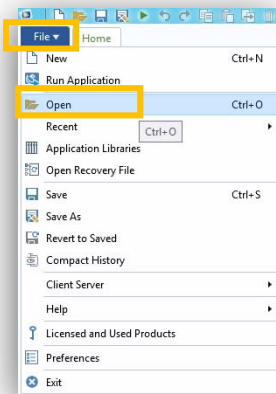 File
Home
New Ctrl+N
Run Application
Open Ctrl+O
Recent
Ctrl+O
Application Libraries
Open Recovery File
Save Ctrl+S
Save As
Revert to Saved
Compact History
Client Server
Help
Licensed and Used Products
Preferences
Exit